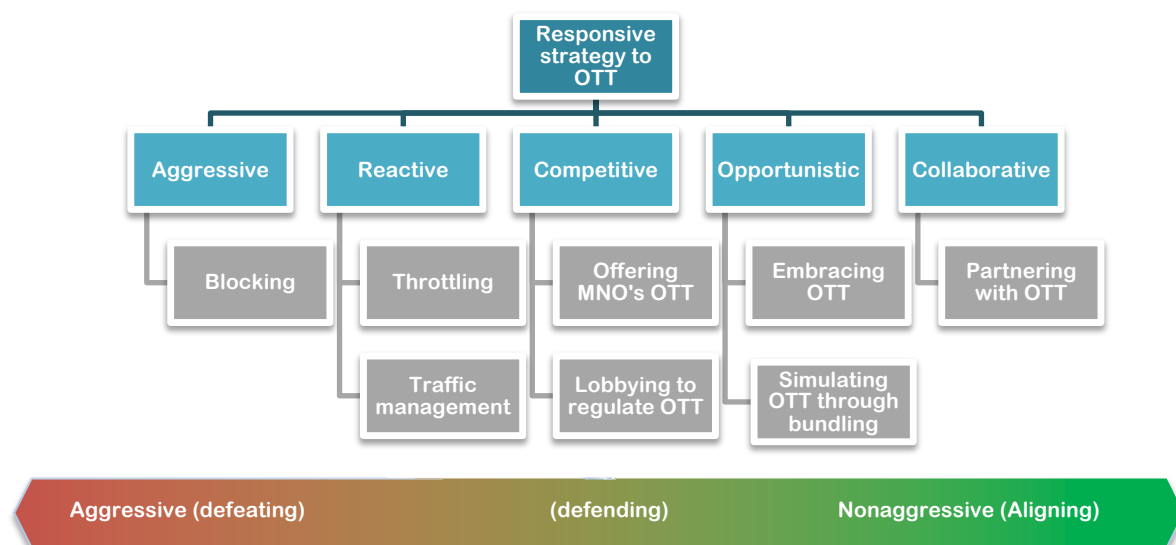 Responsive
strategy to
OTT
Aggressive
Reactive
Competitive
Opportunistic
Collaborative
Blocking
Throttling
Offering
MNO's OTT
Embracing
OTT
Partnering
with OTT
Traffic
management
Lobbying to
regulate OTT
Simulating
OTT through
bundling
Aggressive (defeating)
(defending)
Nonaggressive (Aligning)